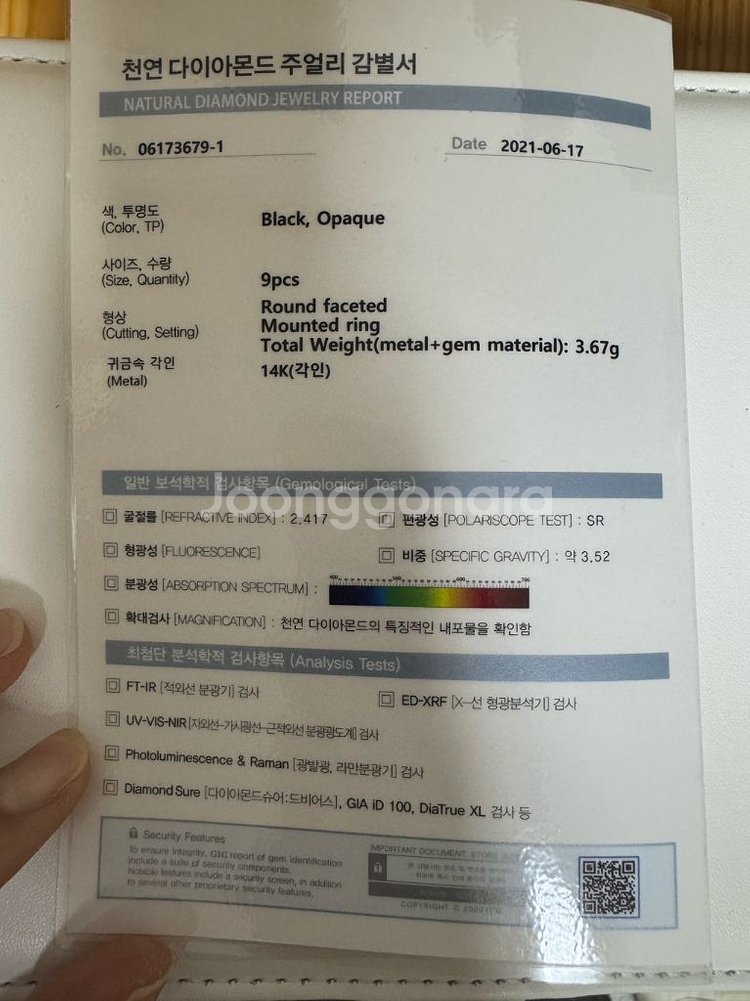 천연 다이아몬드 주얼리 감별서
NATURAL DIAMOND JEWELRY REPORT
No. 06173679-1 Date 2021-06-17
색, 투명도
(Color, TP) Black, Opaque
사이즈, 수량
(Size, Quantity) 9pcs
형상
(Cutting, Setting)
Round faceted
Mounted ring
Total Weight(metal+gem material): 3.67g
귀금속 각인
(Metal) 14K(각인)
일반 보석학적 검사항목 (Gemological Tests)
Joonggonara
굴절률 [REFRACTIVE INDEX] : 2.417 편광성 [POLARISCOPE TEST] : SR
형광성 [FLUORESCENCE] 비중 [SPECIFIC GRAVITY] : 약 3.52
분광성 [ABSORPTION SPECTRUM] :
400 500 600 700
확대검사 [MAGNIFICATION] : 천연 다이아몬드의 특징적인 내포물을 확인함
최첨단 분석학적 검사항목 (Analysis Tests)
FT-IR [적외선 분광기] 검사 ED-XRF [X-선 형광분석기] 검사
UV-VIS-NIR[자외선-가시광선-근적외선 분광광도계] 검사
Photoluminescence & Raman [광발광, 라만분광기] 검사
Diamond Sure [다이아몬드슈어:드비어스], GIA iD 100, DiaTrue XL 검사 등
Security Features
To ensure integrity, GIG report of gem identification
include a suite of security components.
Notable features include a security screen, in addition
to several other proprietary security features.
IMPORTANT DOCUMENT
COPYRIGHT © 2020